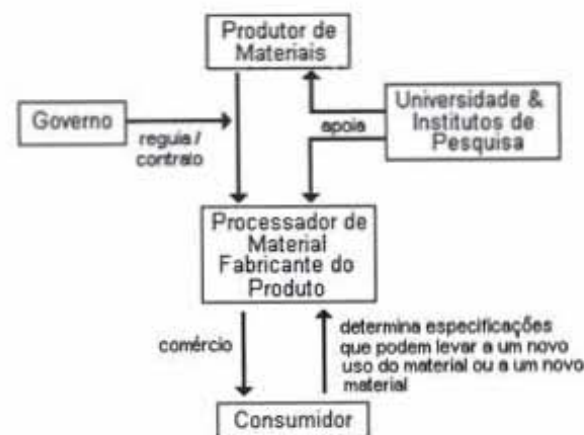 Produtor de
Materiais
Governo
regula/
contralo
apoia
Universidade &
Institutos de
Pesquisa
Processador de
Material
Fabricante do
Produto
comércio
determina especificações
que podem levar a um novo
uso do material ou a um novo
material
Consumidor